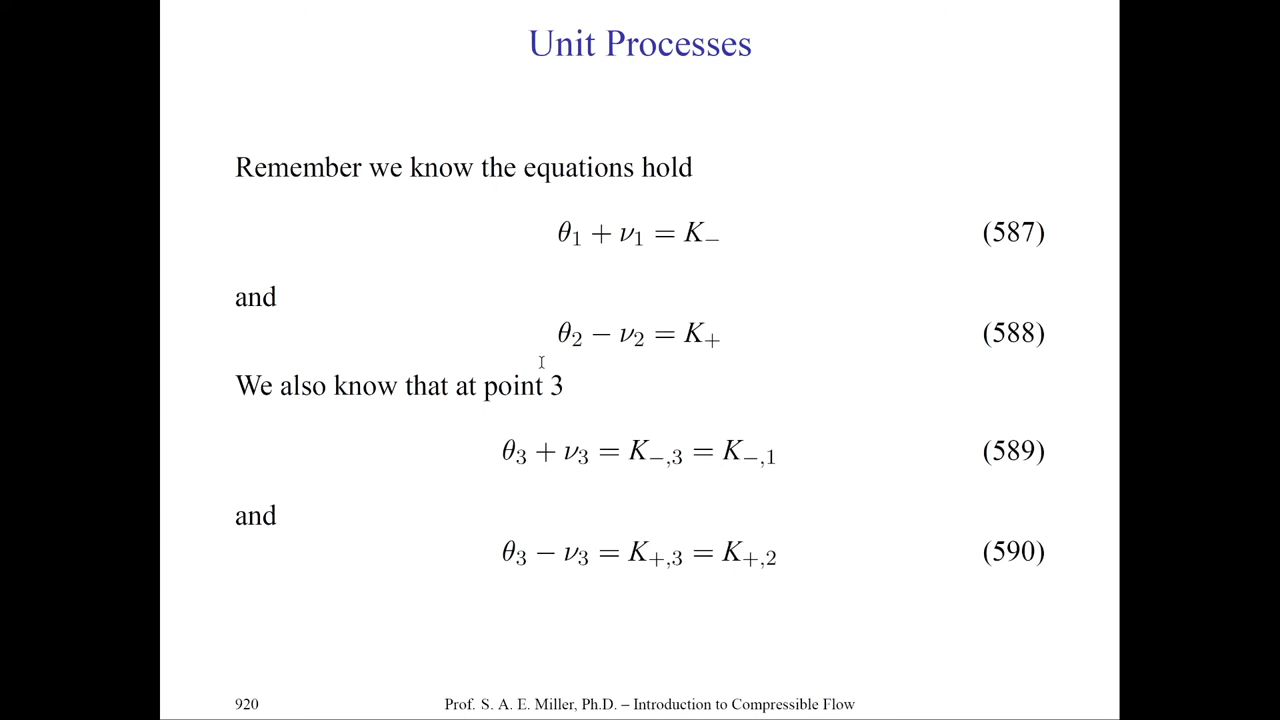 Unit Processes
Remember we know the equations hold
θ₁ + ν₁ = K₋ (587)
and
θ₂ − ν₂ = K₊ (588)
We also know that at point 3
θ₃ + ν₃ = K₋,₃ = K₋,₁ (589)
and
θ₃ − ν₃ = K₊,₃ = K₊,₂ (590)
920 Prof. S. A. E. Miller, Ph.D. – Introduction to Compressible Flow